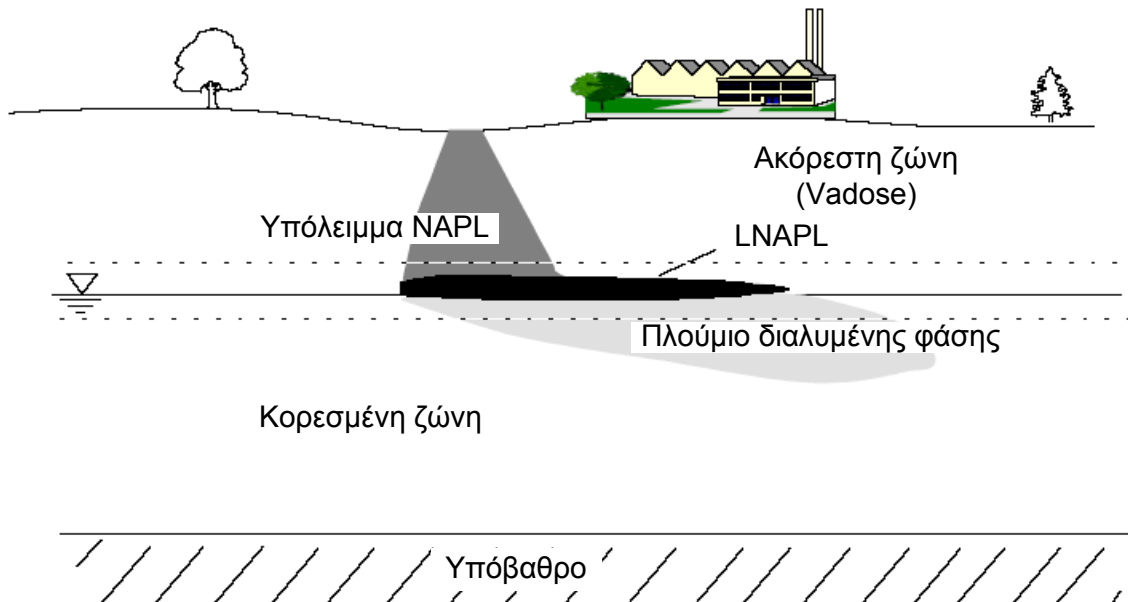 Ακόρεστη ζώνη
(Vadose)
Υπόλειμμα NAPL
LNAPL
Πλούμιο διαλυμένης φάσης
Κορεσμένη ζώνη
Υπόβαθρο